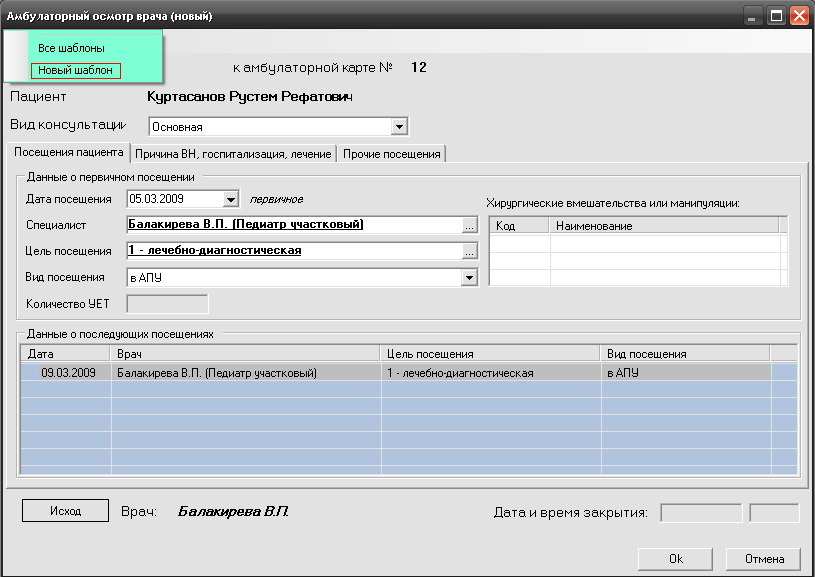 Амбулаторный осмотр врача (новый)
Все шаблоны
Новый шаблон
к амбулаторной карте № 12
Пациент Куртасанов Рустем Рефатович
Вид консультации Основная
Посещения пациента Причина ВН, госпитализация, лечение Прочие посещения
Данные о первичном посещении
Дата посещения 05.03.2009 первичное
Хирургические вмешательства или манипуляции:
Специалист Балакирева В.П. (Педиатр участковый) ...
Код Наименование
Цель посещения 1 - лечебно-диагностическая ...
Вид посещения в АПУ
Количество УЕТ
Данные о последующих посещениях
Дата Врач Цель посещения Вид посещения
09.03.2009 Балакирева В.П. (Педиатр участковый) 1 - лечебно-диагностическая в АПУ
Исход Врач: Балакирева В.П. Дата и время закрытия:
Ok Отмена